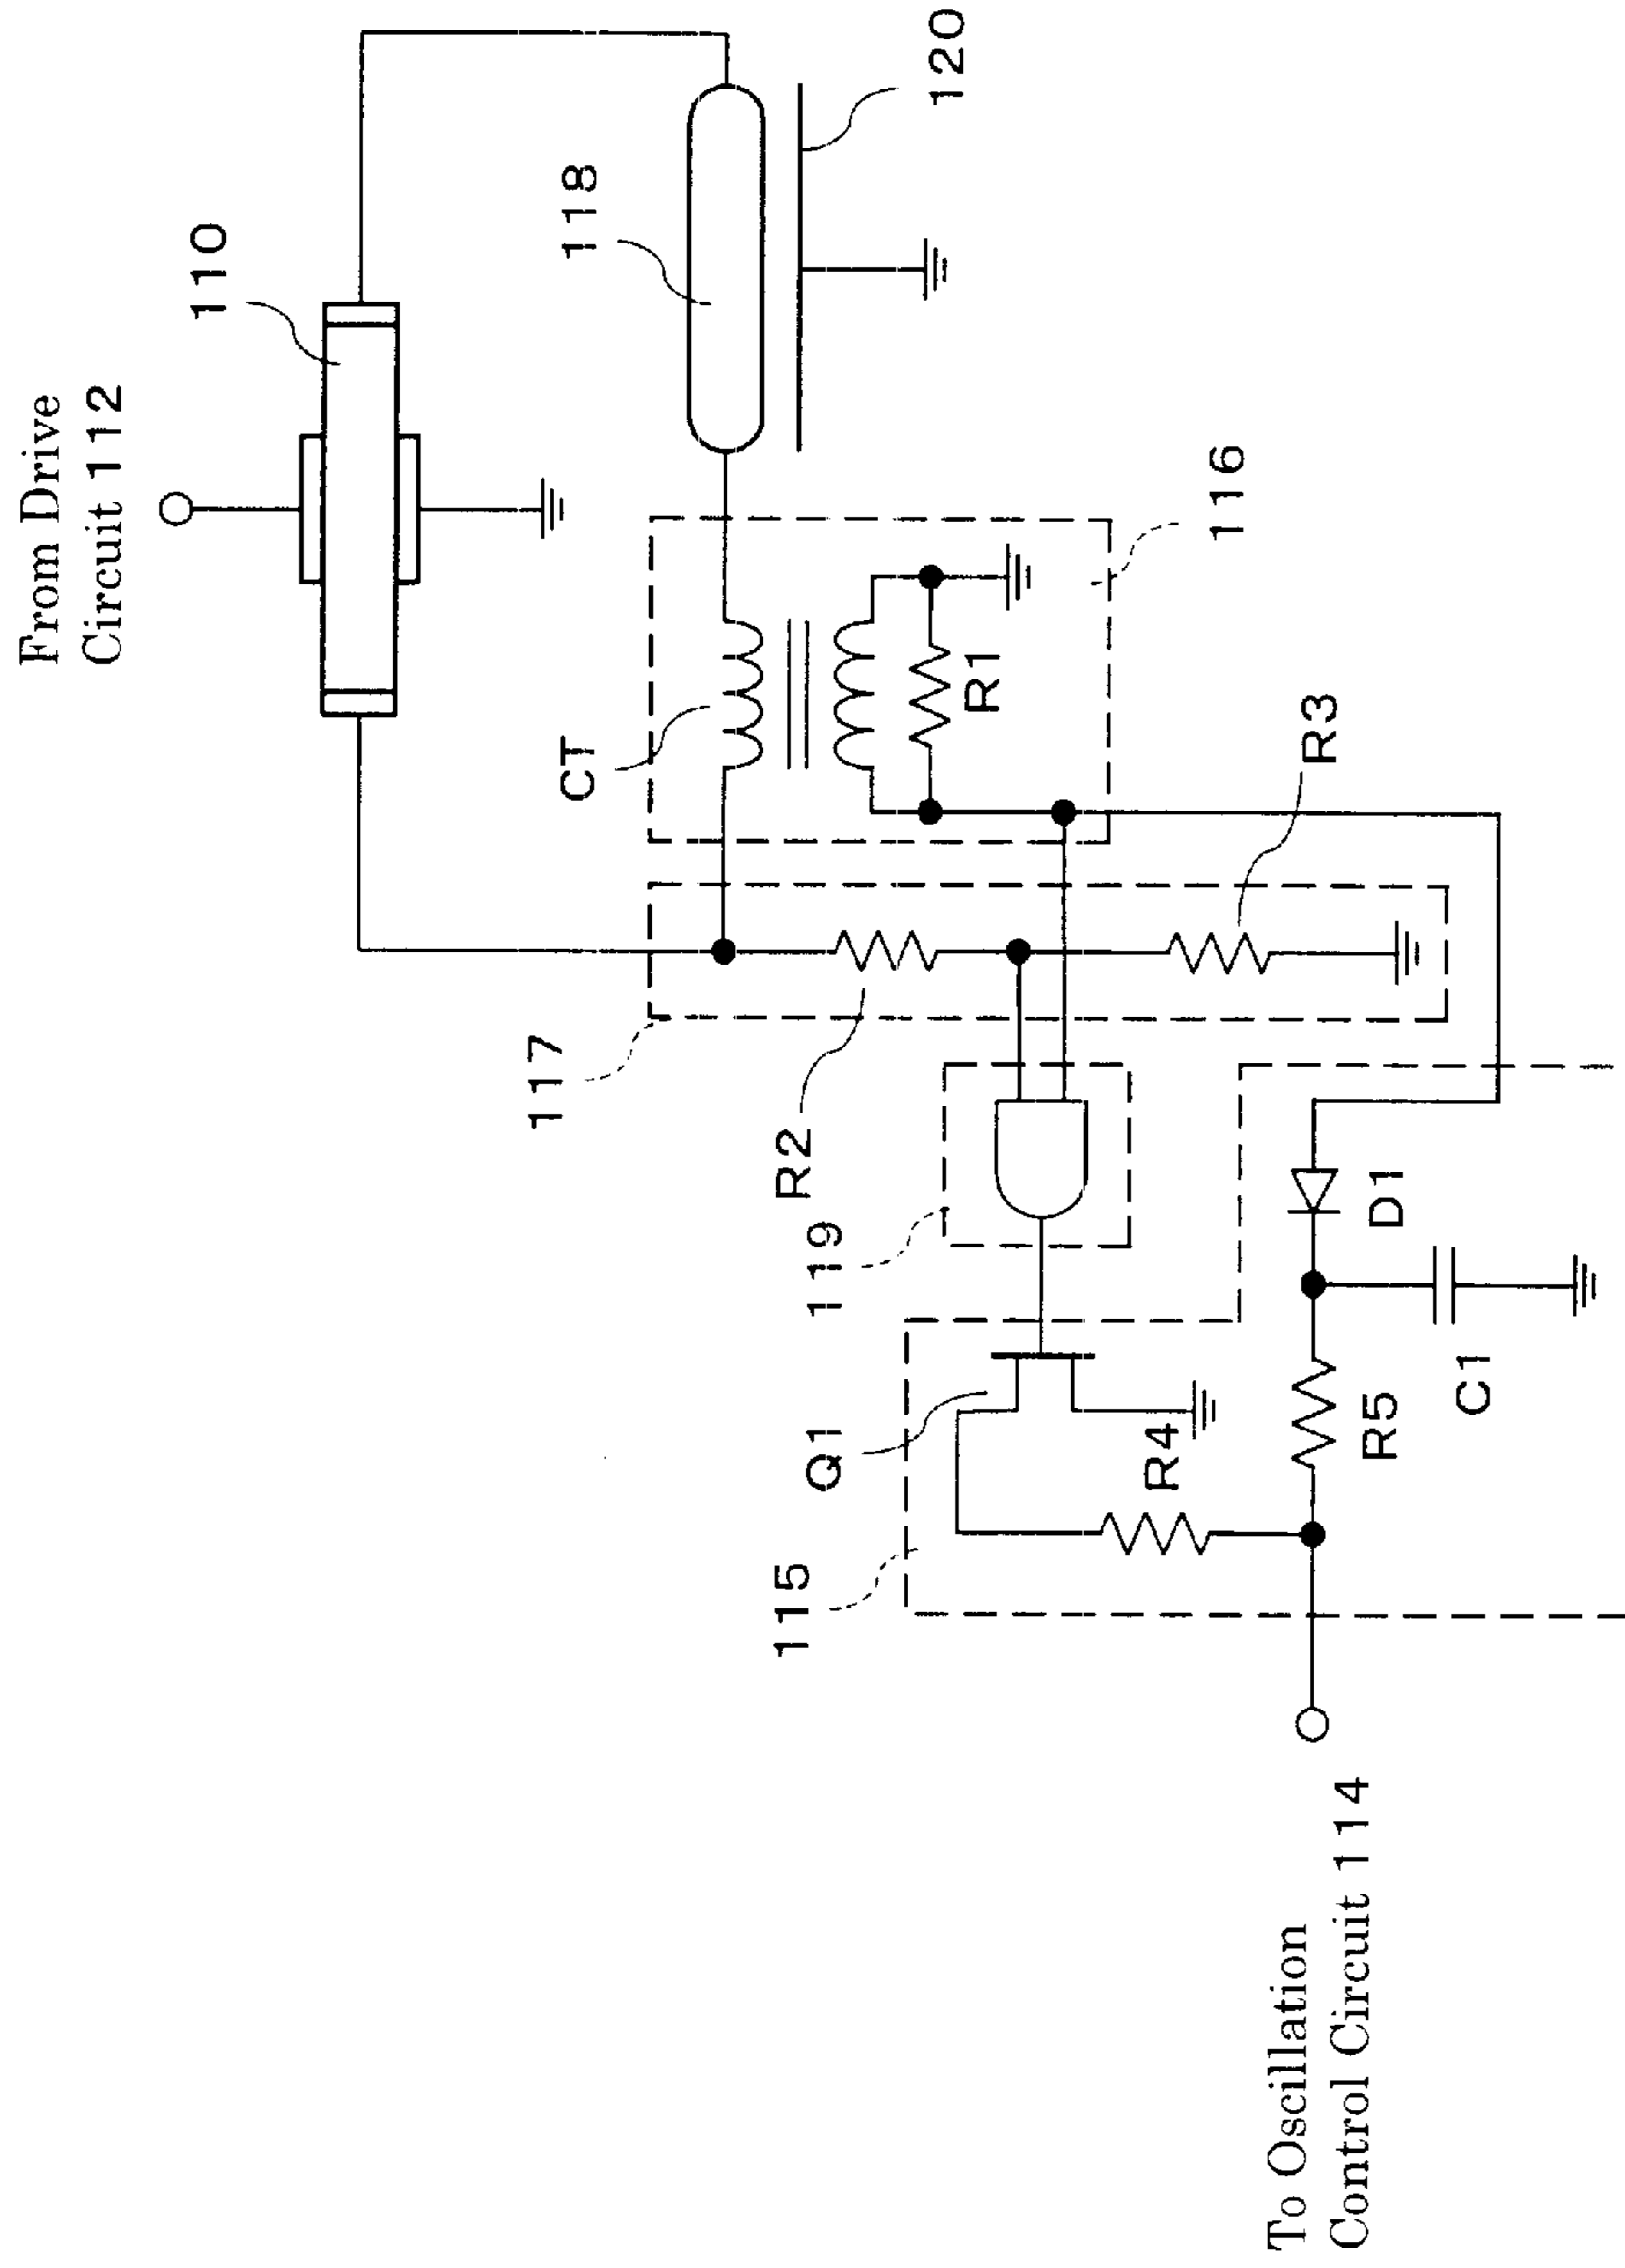 From Drive
Circuit 112
110
118
120
CT
116
R1
R3
117
R2
119
D1
Q1
R4
R5
C1
115
To Oscillation
Control Circuit 114